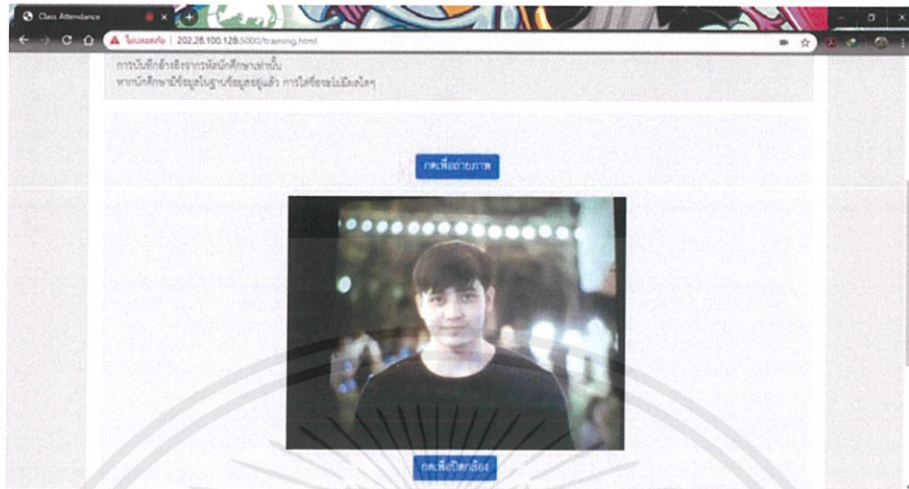 Class Attendance
ไม่ปลอดภัย | 202.28.100.128:5000/training.html
การบันทึกอ้างอิงจากรหัสนักศึกษาเท่านั้น
หากนักศึกษามีข้อมูลในฐานข้อมูลอยู่แล้ว การใส่ชื่อจะไม่มีผลใดๆ
กดเพื่อถ่ายภาพ
กดเพื่อปิดกล้อง